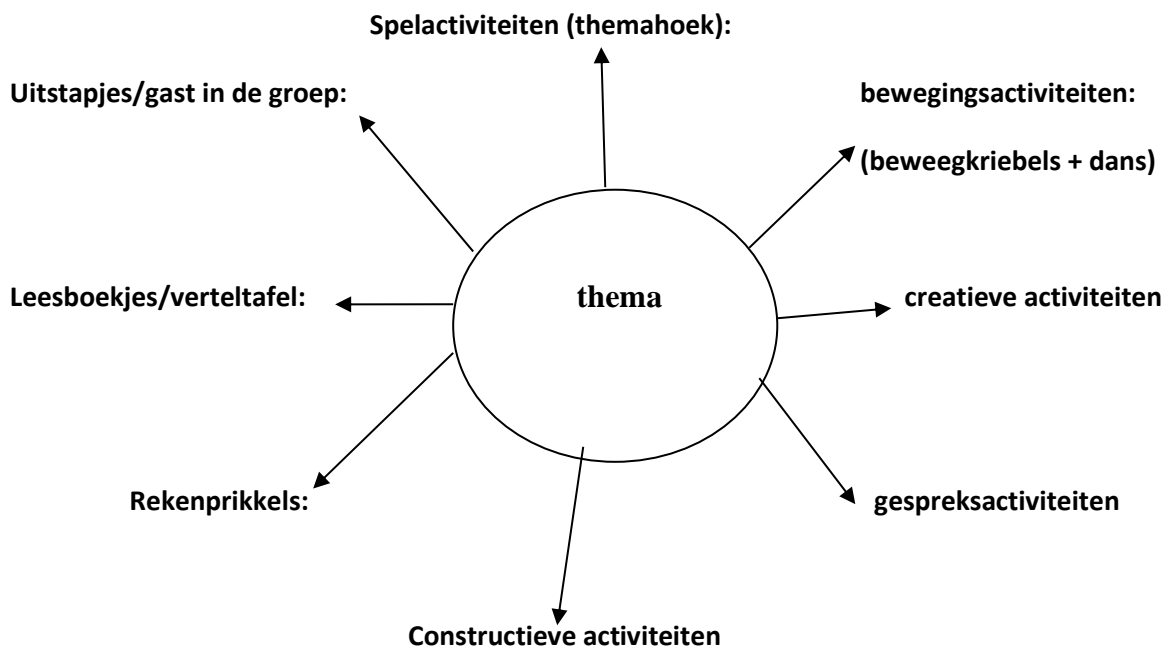 Spelactiviteiten (themahoek):
Uitstapjes/gast in de groep:
bewegingsactiviteiten:
(beweegkriebels + dans)
Leesboekjes/verteltafel:
thema
creatieve activiteiten
Rekenprikkels:
gespreksactiviteiten
Constructieve activiteiten